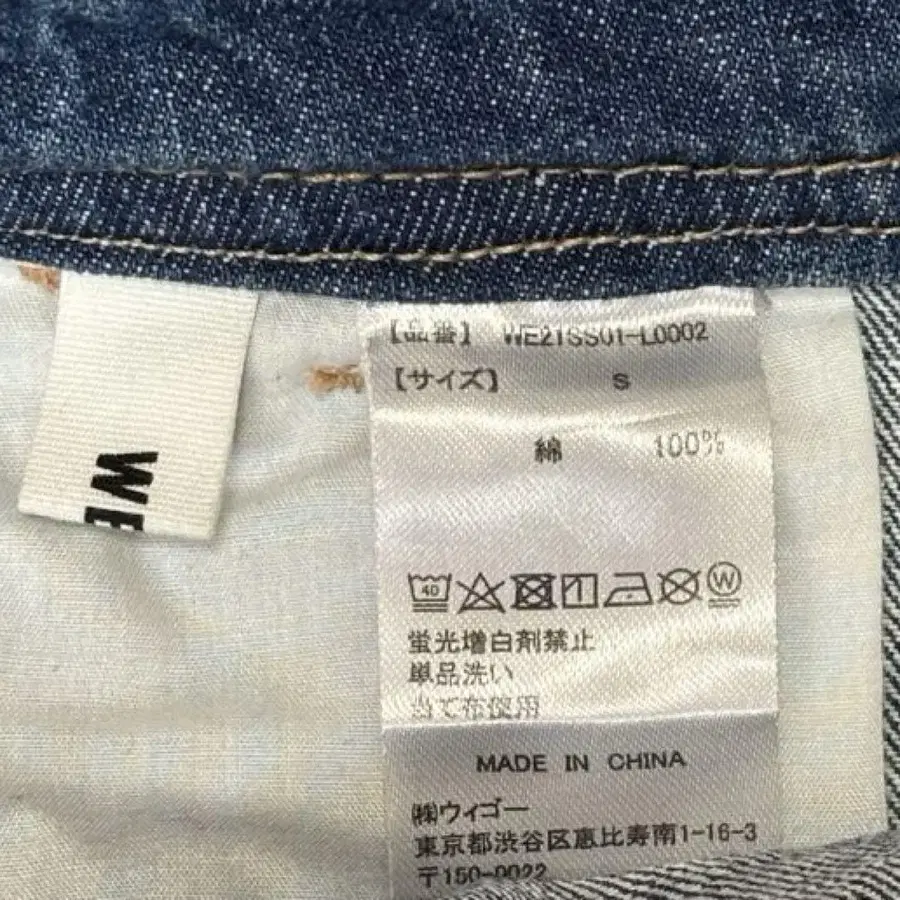 【品番】 WE21SS01-L0002
【サイズ】 S
綿 100%
40
W
蛍光増白剤禁止
単品洗い
当て布使用
MADE IN CHINA
㈱ウィゴー
東京都渋谷区恵比寿南1-16-3
〒150-0022
WE